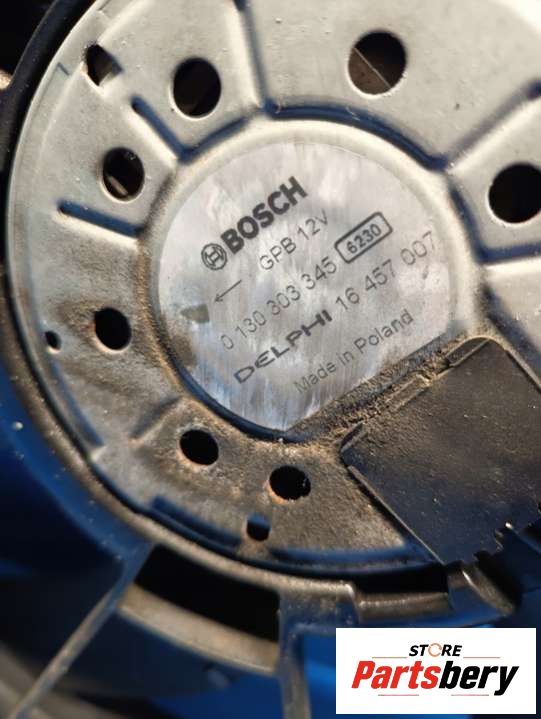 BOSCH
GPB 12V
0 130 303 345 6230
DELPHI 16 457 007
Made in Poland
STORE
Partsbery